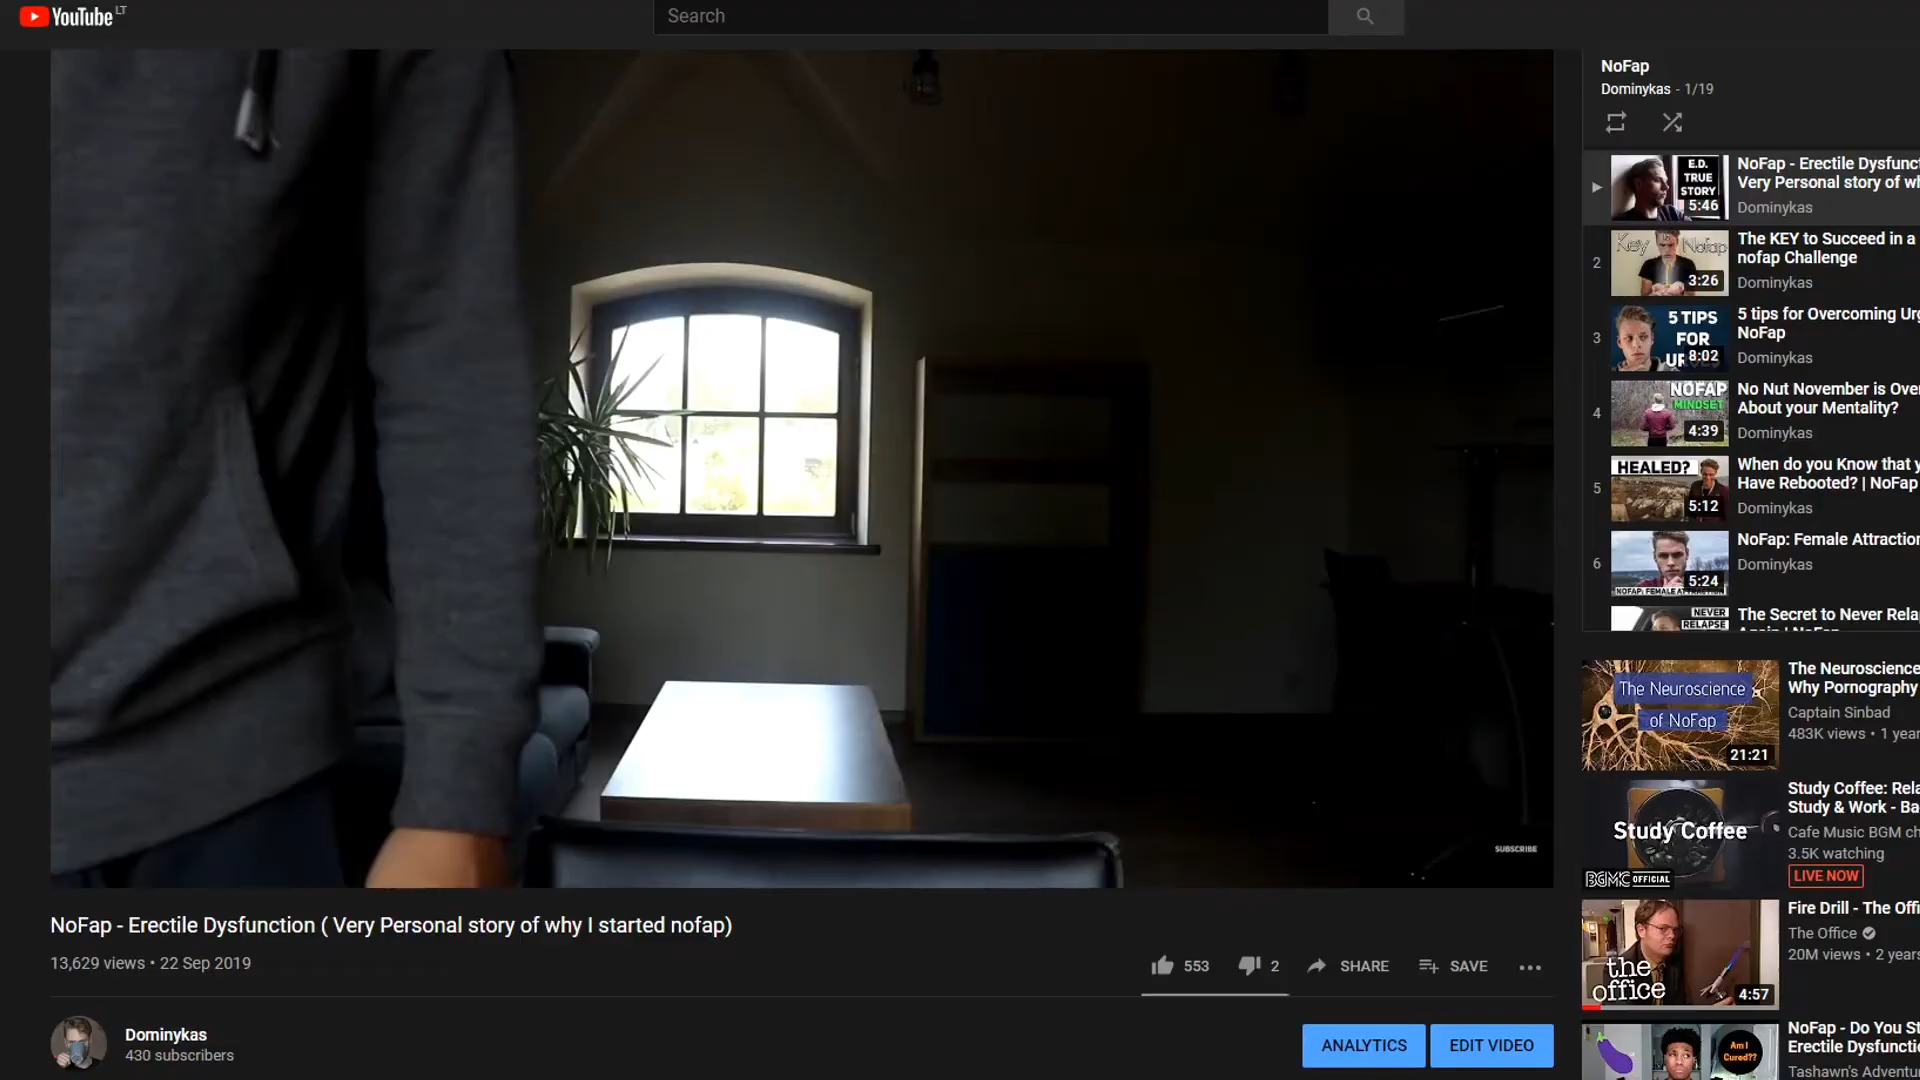 YouTube LT
Search
NoFap
Dominykas - 1/19
E.D.
TRUE
STORY
5:46
NoFap - Erectile Dysfunct
Very Personal story of wh
Dominykas
2
Key Nofap
3:26
The KEY to Succeed in a
nofap Challenge
Dominykas
3
5 TIPS
FOR
8:02
5 tips for Overcoming Urg
NoFap
Dominykas
4
NOFAP
MINDSET
4:39
No Nut November is Over
About your Mentality?
Dominykas
5
HEALED?
5:12
When do you Know that y
Have Rebooted? | NoFap
Dominykas
6
5:24
NOFAP: FEMALE ATTRACTION
NoFap: Female Attraction
Dominykas
NEVER
RELAPSE
The Secret to Never Relap
Again | NoFap
The Neuroscience
of NoFap
21:21
The Neuroscience
Why Pornography
Captain Sinbad
483K views • 1 year
Study Coffee
BGMC OFFICIAL
Study Coffee: Rela
Study & Work - Ba
Cafe Music BGM ch
3.5K watching
LIVE NOW
the
office
4:57
Fire Drill - The Offi
The Office
20M views • 2 years
Am I
Cured??
NoFap - Do You St
Erectile Dysfunctio
Tashawn's Adventu
SUBSCRIBE
NoFap - Erectile Dysfunction ( Very Personal story of why I started nofap)
13,629 views • 22 Sep 2019
553 2 SHARE SAVE
Dominykas
430 subscribers
ANALYTICS EDIT VIDEO